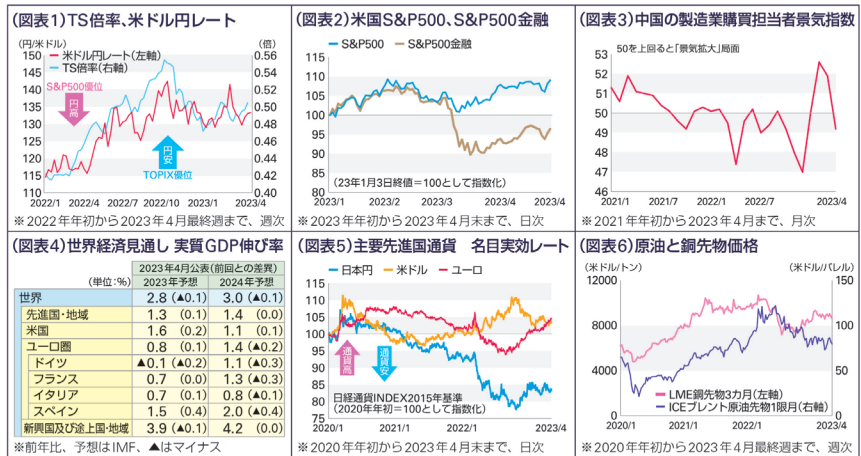 (図表1)TS倍率、米ドル円レート
(円/米ドル) (倍)
米ドル円レート(左軸)
TS倍率(右軸)
S&P500優位
円高
円安
TOPIX優位
150 145 140 135 130 125 120 115 110
0.56 0.54 0.52 0.50 0.48 0.46 0.44 0.42 0.40
2022/1 2022/4 2022/7 2022/10 2023/1 2023/4
※2022年年初から2023年4月最終週まで、週次
(図表2)米国S&P500、S&P500金融
S&P500 S&P500金融
115 110 105 100 95 90 85 80
(23年1月3日終値=100として指数化)
2023/1 2023/2 2023/3 2023/4
※2023年年初から2023年4月末まで、日次
(図表3)中国の製造業購買担当者景気指数
50を上回ると「景気拡大」局面
53 52 51 50 49 48 47 46
2021/1 2021/7 2022/1 2022/7 2023/4
※2021年年初から2023年4月まで、月次
(図表4)世界経済見通し 実質GDP伸び率
2023年4月公表(前回との差異)
(単位:%) 2023年予想 2024年予想
世界 2.8 (▲0.1) 3.0 (▲0.1)
先進国・地域 1.3 (0.1) 1.4 (0.0)
米国 1.6 (0.2) 1.1 (0.1)
ユーロ圏 0.8 (0.1) 1.4 (▲0.2)
ドイツ ▲0.1 (▲0.2) 1.1 (▲0.3)
フランス 0.7 (0.0) 1.3 (▲0.3)
イタリア 0.7 (0.1) 0.8 (▲0.1)
スペイン 1.5 (0.4) 2.0 (▲0.4)
新興国及び途上国・地域 3.9 (▲0.1) 4.2 (0.0)
※前年比、予想はIMF、▲はマイナス
(図表5)主要先進国通貨 名目実効レート
日本円 米ドル ユーロ
115 110 105 100 95 90 85 80 75
通貨高
通貨安
日経通貨INDEX2015年基準
(2020年年初=100として指数化)
2020/1 2021/1 2022/1 2023/4
※2020年年初から2023年4月末まで、日次
(図表6)原油と銅先物価格
(米ドル/トン) (米ドル/バレル)
12000 8000 4000 0
150 100 50 0
LME銅先物3カ月(左軸)
ICEブレント原油先物1限月(右軸)
2020/1 2021/1 2022/1 2023/4
※2020年年初から2023年4月最終週まで、週次